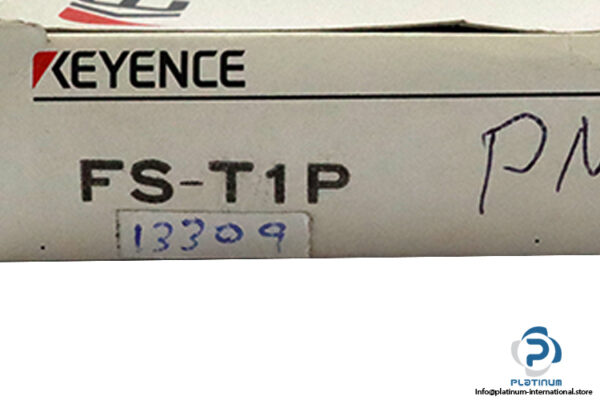 KEYENCE
FS-T1P
13309
PLATINUM
Info@platinum-international.store